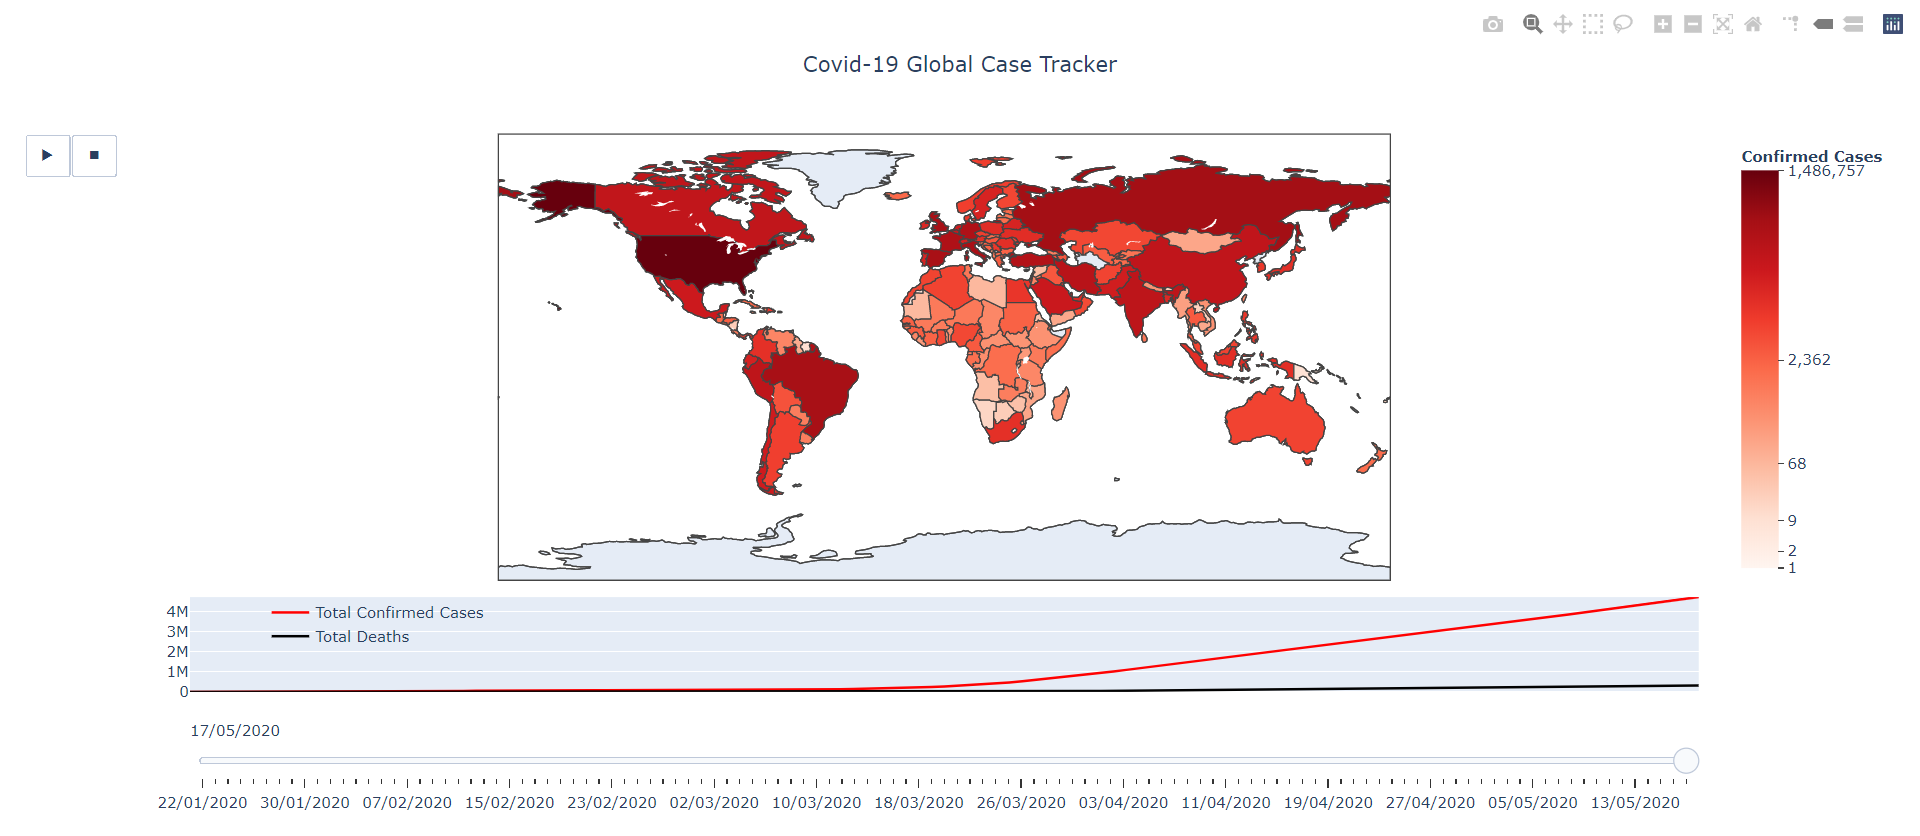 Covid-19 Global Case Tracker
Confirmed Cases
1,486,757
2,362
68
9
2
1
Total Confirmed Cases
Total Deaths
4M
3M
2M
1M
0
17/05/2020
22/01/2020 30/01/2020 07/02/2020 15/02/2020 23/02/2020 02/03/2020 10/03/2020 18/03/2020 26/03/2020 03/04/2020 11/04/2020 19/04/2020 27/04/2020 05/05/2020 13/05/2020